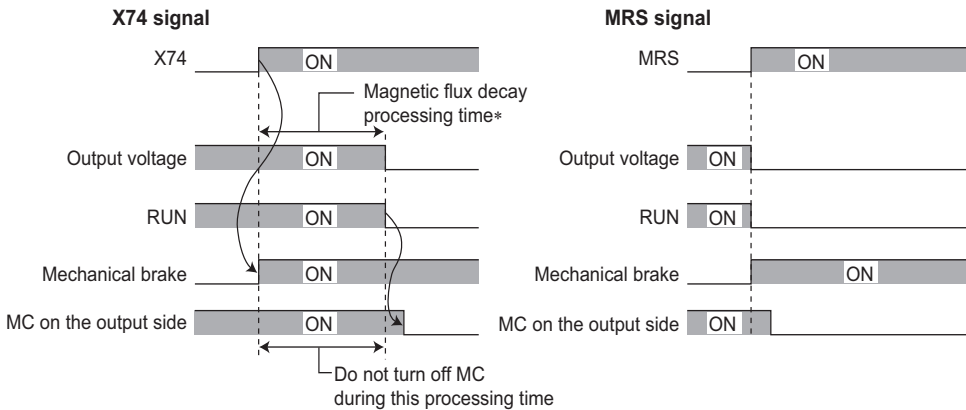 X74 signal
X74
ON
Magnetic flux decay
processing time*
Output voltage
ON
RUN
ON
Mechanical brake
ON
MC on the output side
ON
Do not turn off MC
during this processing time
MRS signal
MRS
ON
Output voltage
ON
RUN
ON
Mechanical brake
ON
MC on the output side
ON